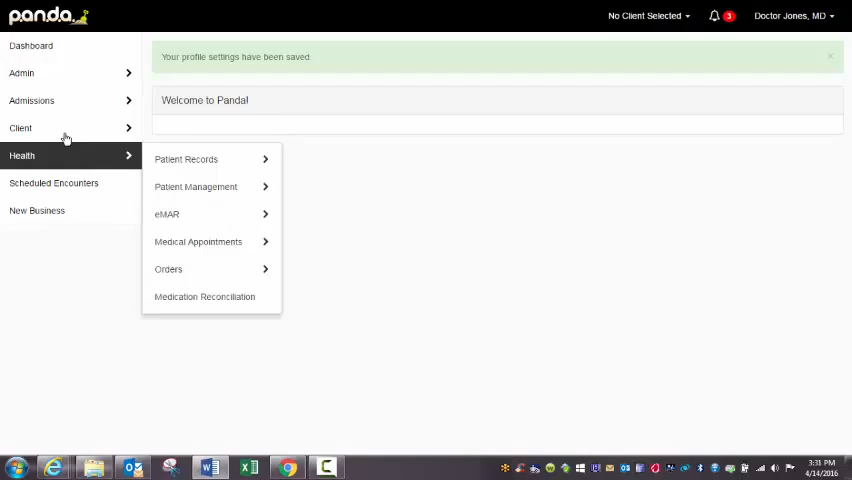 p.a.n.d.a.
No Client Selected
3
Doctor Jones, MD
Dashboard
Admin
Admissions
Client
Health
Scheduled Encounters
New Business
Your profile settings have been saved.
×
Welcome to Panda!
Patient Records
Patient Management
eMAR
Medical Appointments
Orders
Medication Reconciliation
3:31 PM
4/14/2016